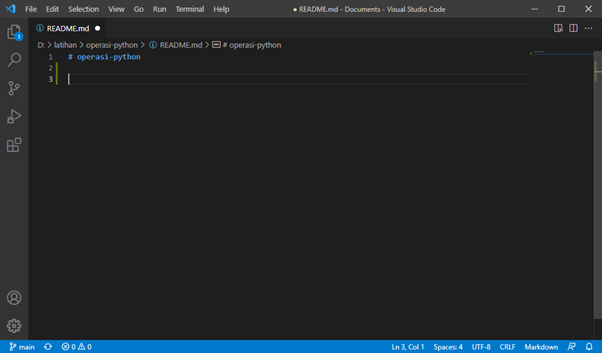 File Edit Selection View Go Run Terminal Help ● README.md - Documents - Visual Studio Code
README.md ●
D: > latihan > operasi-python > README.md > # operasi-python
1 # operasi-python
2
3
1
main 0 0 Ln 3, Col 1 Spaces: 4 UTF-8 CRLF Markdown